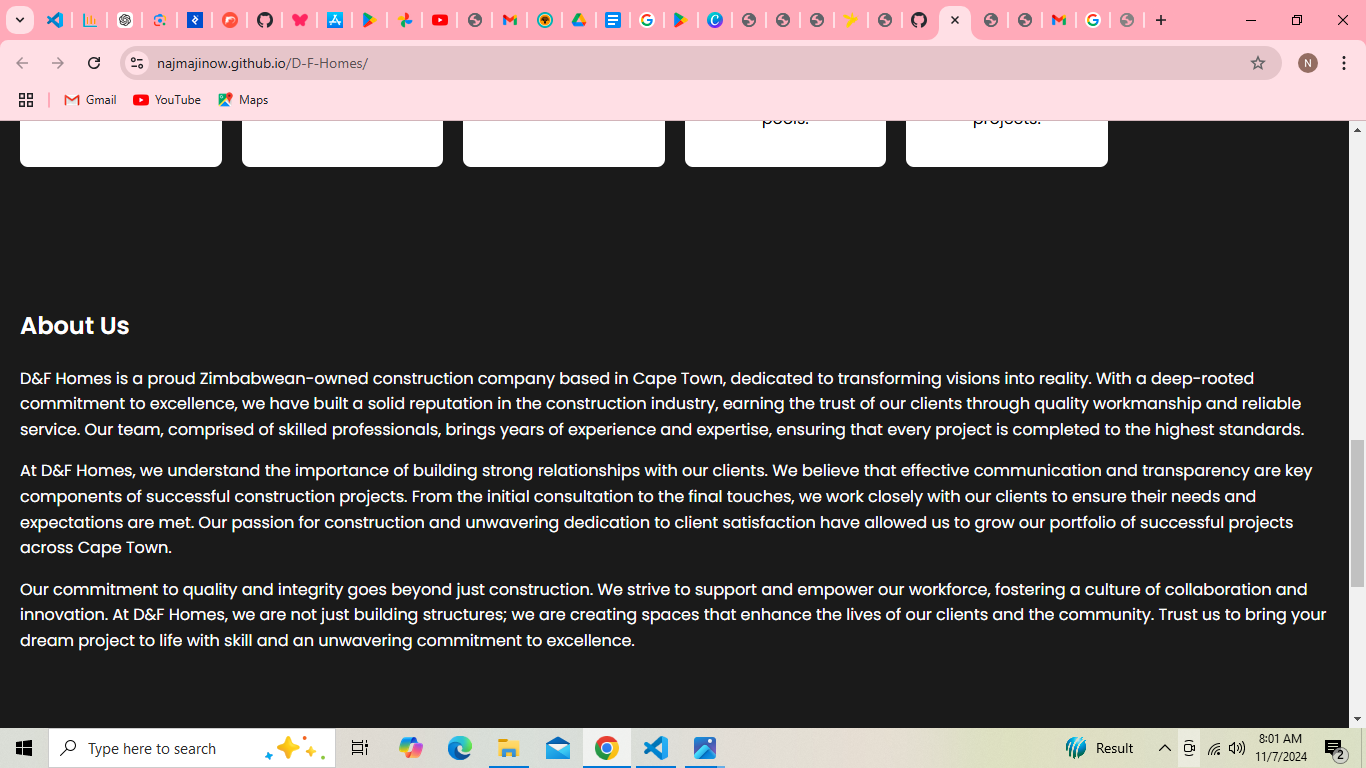 najmajinow.github.io/D-F-Homes/
N
Gmail
YouTube
Maps
pools.
projects.
About Us
D&F Homes is a proud Zimbabwean-owned construction company based in Cape Town, dedicated to transforming visions into reality. With a deep-rooted
commitment to excellence, we have built a solid reputation in the construction industry, earning the trust of our clients through quality workmanship and reliable
service. Our team, comprised of skilled professionals, brings years of experience and expertise, ensuring that every project is completed to the highest standards.
At D&F Homes, we understand the importance of building strong relationships with our clients. We believe that effective communication and transparency are key
components of successful construction projects. From the initial consultation to the final touches, we work closely with our clients to ensure their needs and
expectations are met. Our passion for construction and unwavering dedication to client satisfaction have allowed us to grow our portfolio of successful projects
across Cape Town.
Our commitment to quality and integrity goes beyond just construction. We strive to support and empower our workforce, fostering a culture of collaboration and
innovation. At D&F Homes, we are not just building structures; we are creating spaces that enhance the lives of our clients and the community. Trust us to bring your
dream project to life with skill and an unwavering commitment to excellence.
Type here to search
Result
8:01 AM
11/7/2024
2